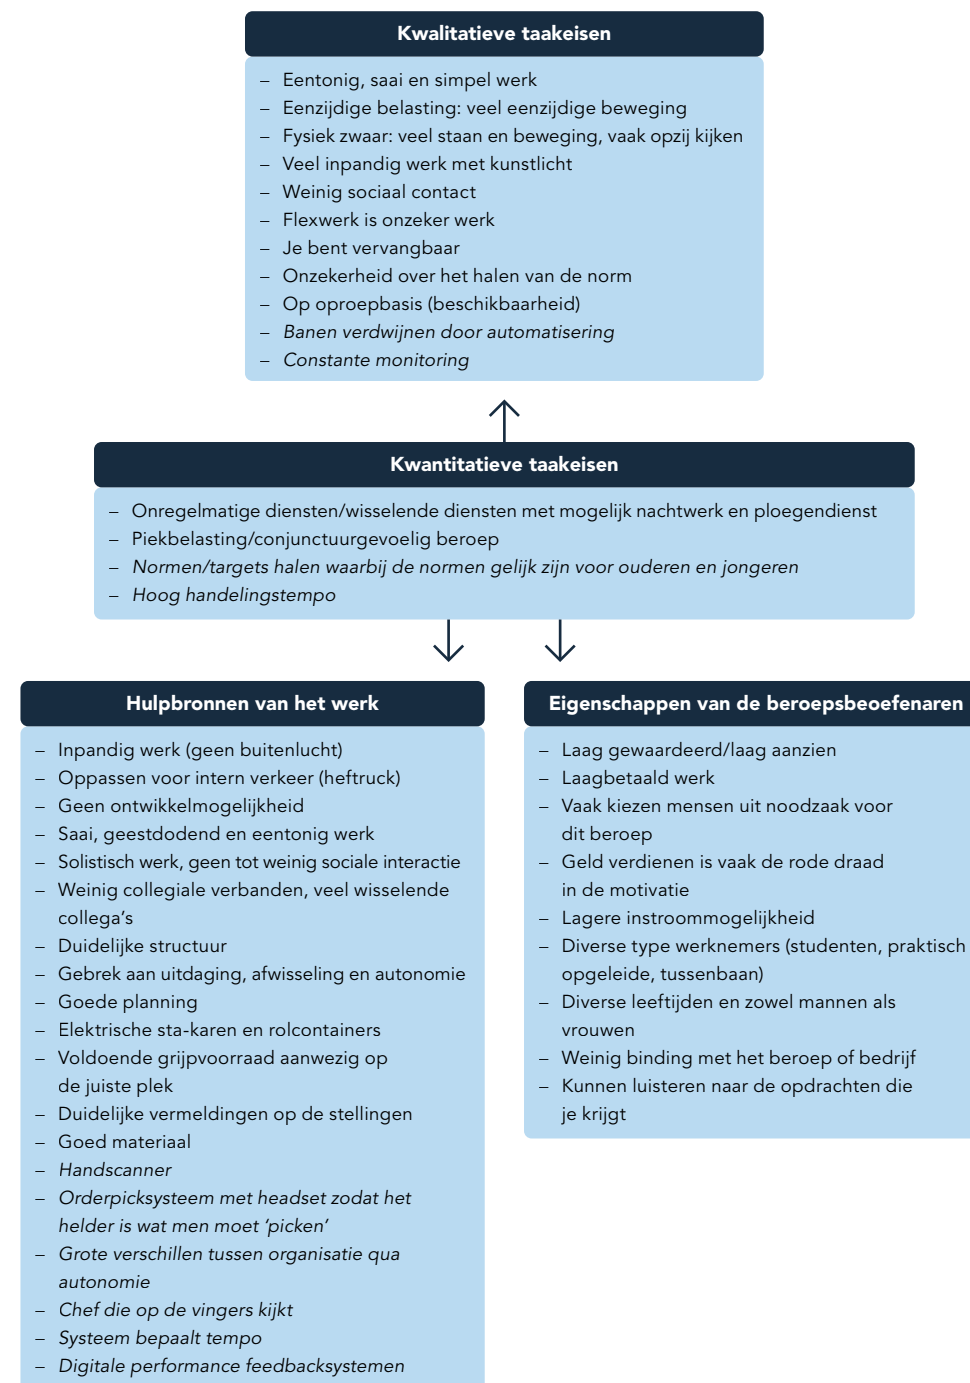 Kwalitatieve taakeisen
– Eentonig, saai en simpel werk
– Eenzijdige belasting: veel eenzijdige beweging
– Fysiek zwaar: veel staan en beweging, vaak opzij kijken
– Veel inpandig werk met kunstlicht
– Weinig sociaal contact
– Flexwerk is onzeker werk
– Je bent vervangbaar
– Onzekerheid over het halen van de norm
– Op oproepbasis (beschikbaarheid)
– Banen verdwijnen door automatisering
– Constante monitoring
Kwantitatieve taakeisen
– Onregelmatige diensten/wisselende diensten met mogelijk nachtwerk en ploegendienst
– Piekbelasting/conjunctuurgevoelig beroep
– Normen/targets halen waarbij de normen gelijk zijn voor ouderen en jongeren
– Hoog handelingstempo
Hulpbronnen van het werk
– Inpandig werk (geen buitenlucht)
– Oppassen voor intern verkeer (heftruck)
– Geen ontwikkelmogelijkheid
– Saai, geestdodend en eentonig werk
– Solistisch werk, geen tot weinig sociale interactie
– Weinig collegiale verbanden, veel wisselende
collega's
– Duidelijke structuur
– Gebrek aan uitdaging, afwisseling en autonomie
– Goede planning
– Elektrische sta-karen en rolcontainers
– Voldoende grijpvoorraad aanwezig op
de juiste plek
– Duidelijke vermeldingen op de stellingen
– Goed materiaal
– Handscanner
– Orderpicksysteem met headset zodat het
helder is wat men moet 'picken'
– Grote verschillen tussen organisatie qua
autonomie
– Chef die op de vingers kijkt
– Systeem bepaalt tempo
– Digitale performance feedbacksystemen
Eigenschappen van de beroepsbeoefenaren
– Laag gewaardeerd/laag aanzien
– Laagbetaald werk
– Vaak kiezen mensen uit noodzaak voor
dit beroep
– Geld verdienen is vaak de rode draad
in de motivatie
– Lagere instroommogelijkheid
– Diverse type werknemers (studenten, praktisch
opgeleide, tussenbaan)
– Diverse leeftijden en zowel mannen als
vrouwen
– Weinig binding met het beroep of bedrijf
– Kunnen luisteren naar de opdrachten die
je krijgt